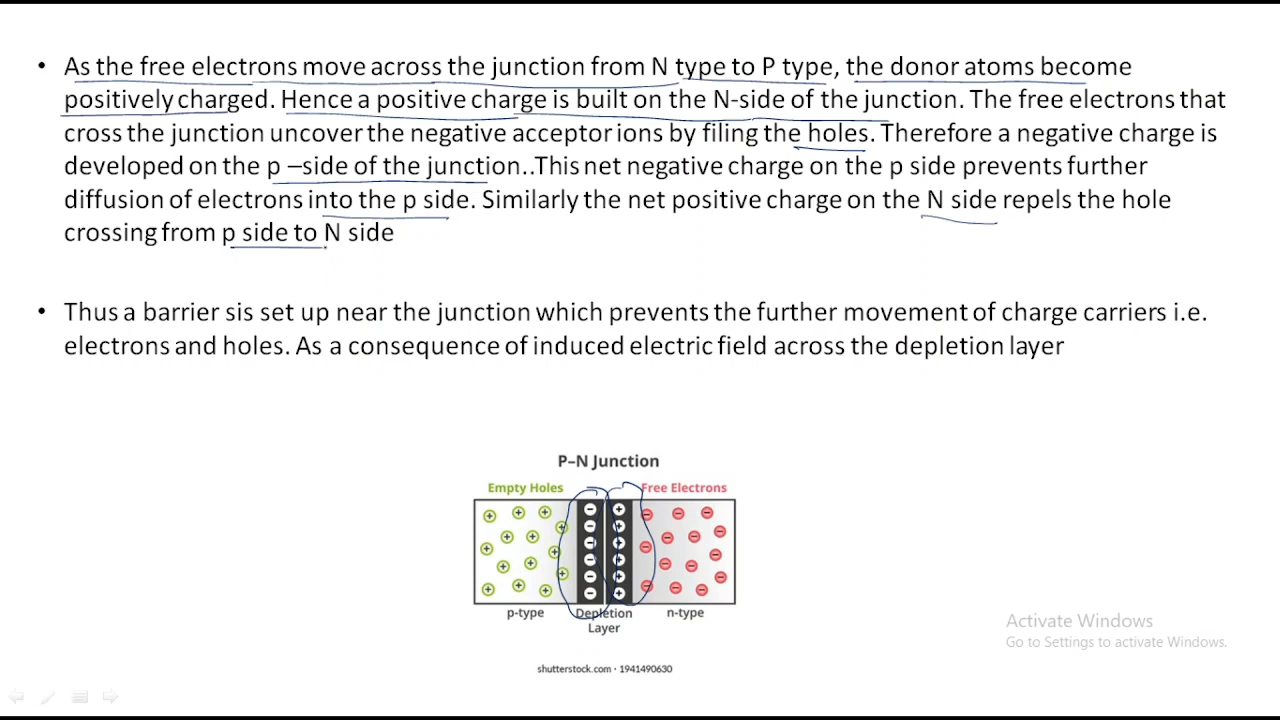 • As the free electrons move across the junction from N type to P type, the donor atoms become
positively charged. Hence a positive charge is built on the N-side of the junction. The free electrons that
cross the junction uncover the negative acceptor ions by filing the holes. Therefore a negative charge is
developed on the p –side of the junction..This net negative charge on the p side prevents further
diffusion of electrons into the p side. Similarly the net positive charge on the N side repels the hole
crossing from p side to N side
• Thus a barrier sis set up near the junction which prevents the further movement of charge carriers i.e.
electrons and holes. As a consequence of induced electric field across the depletion layer
P–N Junction
Empty Holes
Free Electrons
p-type
Depletion
Layer
n-type
shutterstock.com · 1941490630
Activate Windows
Go to Settings to activate Windows.